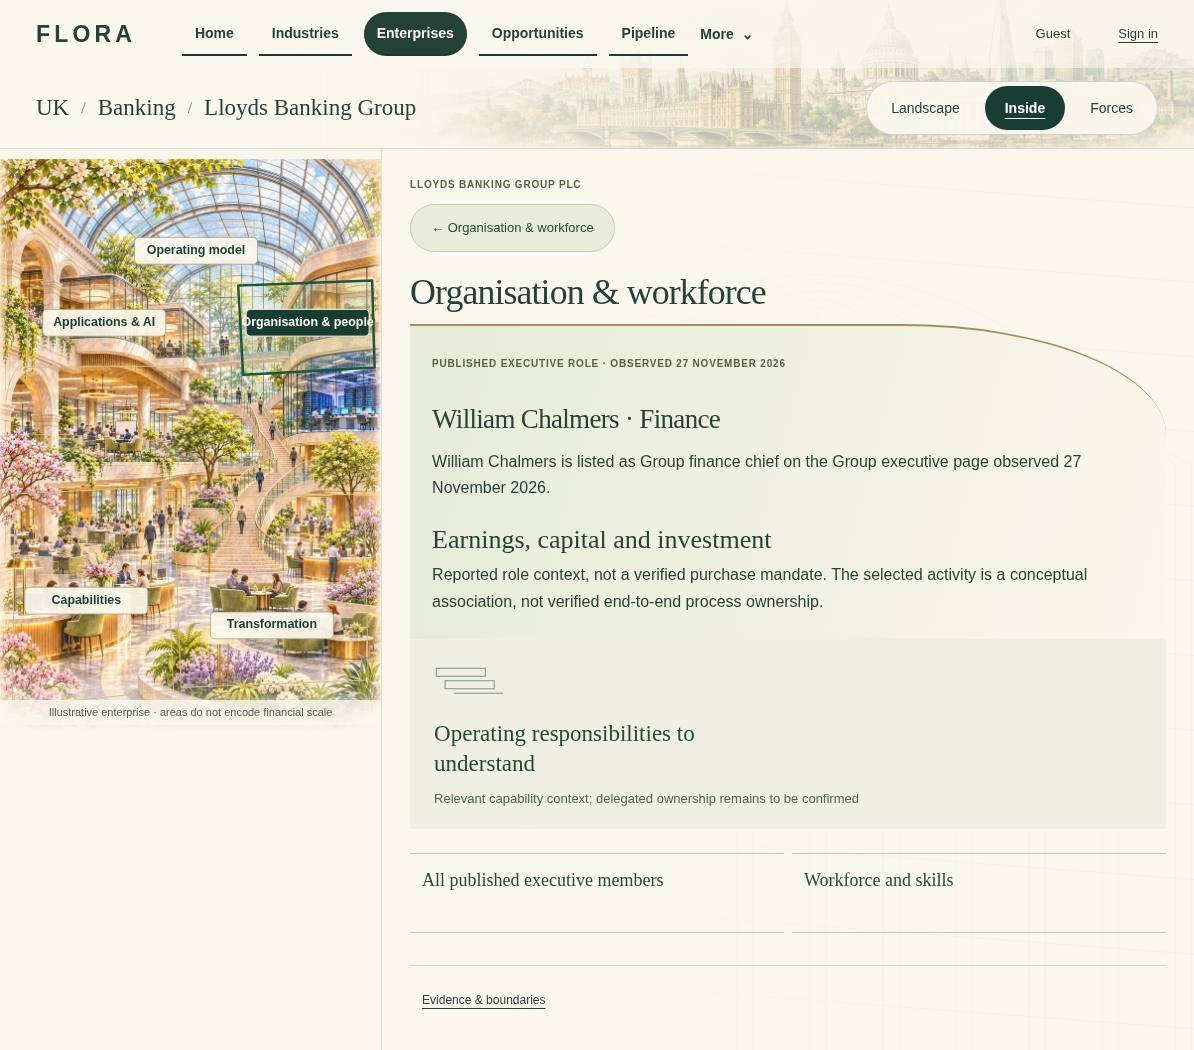 FLORA
Home
Industries
Enterprises
Opportunities
Pipeline
More
Guest
Sign in
UK / Banking / Lloyds Banking Group
Landscape
Inside
Forces
Operating model
Applications & AI
Organisation & people
Capabilities
Transformation
Illustrative enterprise · areas do not encode financial scale
LLOYDS BANKING GROUP PLC
← Organisation & workforce
Organisation & workforce
PUBLISHED EXECUTIVE ROLE · OBSERVED 27 NOVEMBER 2026
William Chalmers · Finance
William Chalmers is listed as Group finance chief on the Group executive page observed 27
November 2026.
Earnings, capital and investment
Reported role context, not a verified purchase mandate. The selected activity is a conceptual
association, not verified end-to-end process ownership.
Operating responsibilities to
understand
Relevant capability context; delegated ownership remains to be confirmed
All published executive members
Workforce and skills
Evidence & boundaries